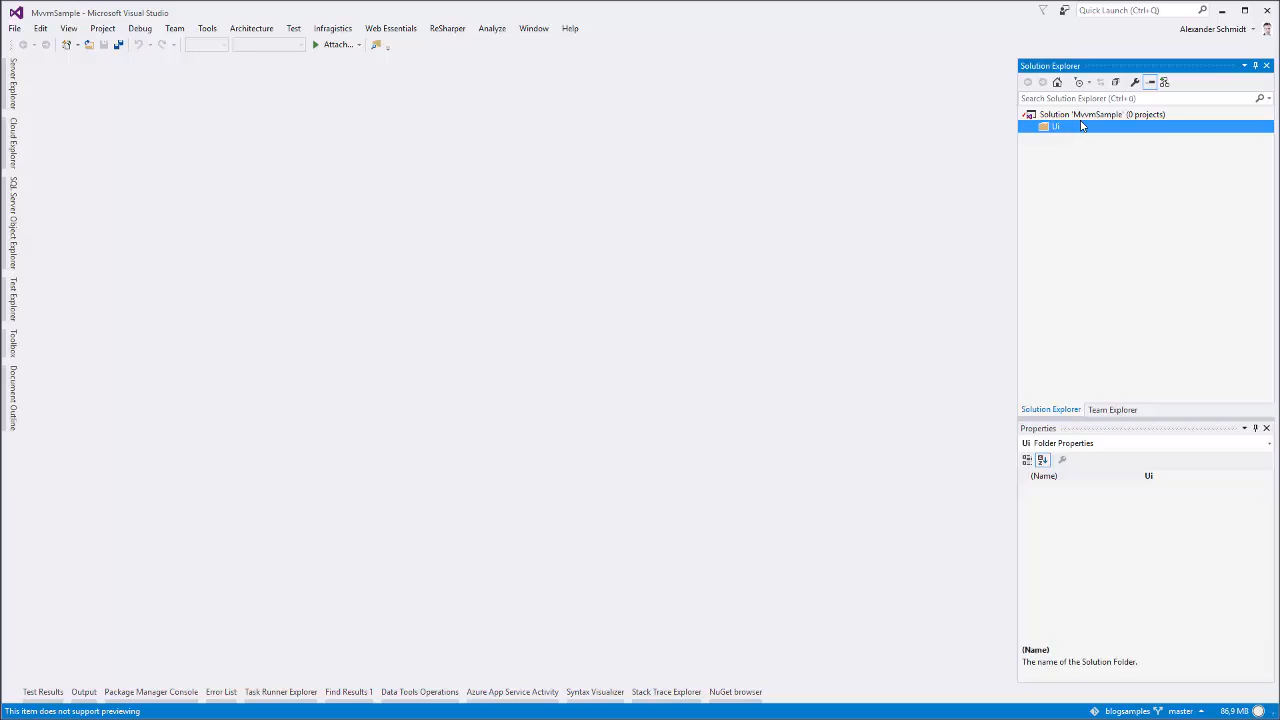 MvvmSample - Microsoft Visual Studio
Quick Launch (Ctrl+Q)
File Edit View Project Debug Team Tools Architecture Test Infragistics Web Essentials ReSharper Analyze Window Help
Alexander Schmidt
Attach...
Server Explorer
Cloud Explorer
SQL Server Object Explorer
Test Explorer
Toolbox
Document Outline
Solution Explorer
Search Solution Explorer (Ctrl+ü)
Solution 'MvvmSample' (0 projects)
Ui
Solution Explorer Team Explorer
Properties
Ui Folder Properties
(Name) Ui
(Name)
The name of the Solution Folder.
Test Results Output Package Manager Console Error List Task Runner Explorer Find Results 1 Data Tools Operations Azure App Service Activity Syntax Visualizer Stack Trace Explorer NuGet browser
This item does not support previewing
blogsamples master 86,9 MB